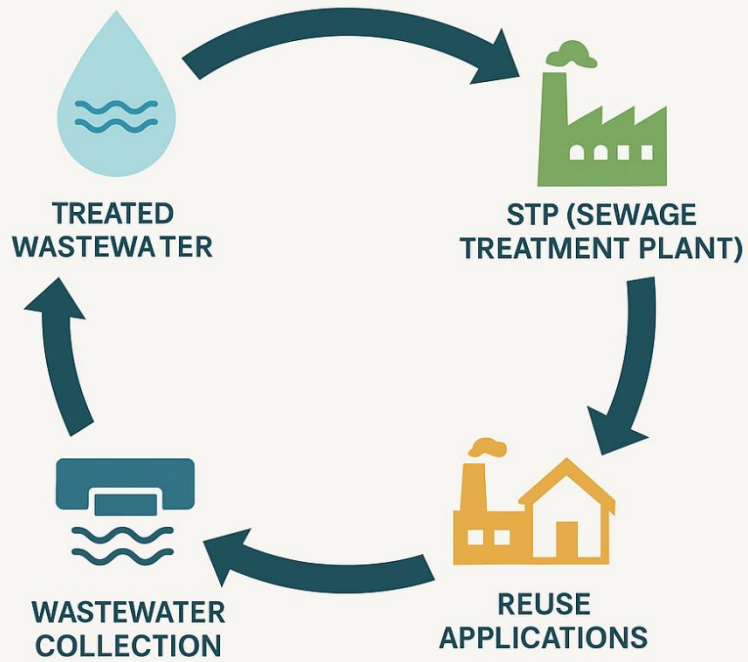 TREATED
WASTEWATER
STP (SEWAGE
TREATMENT PLANT)
WASTEWATER
COLLECTION
REUSE
APPLICATIONS